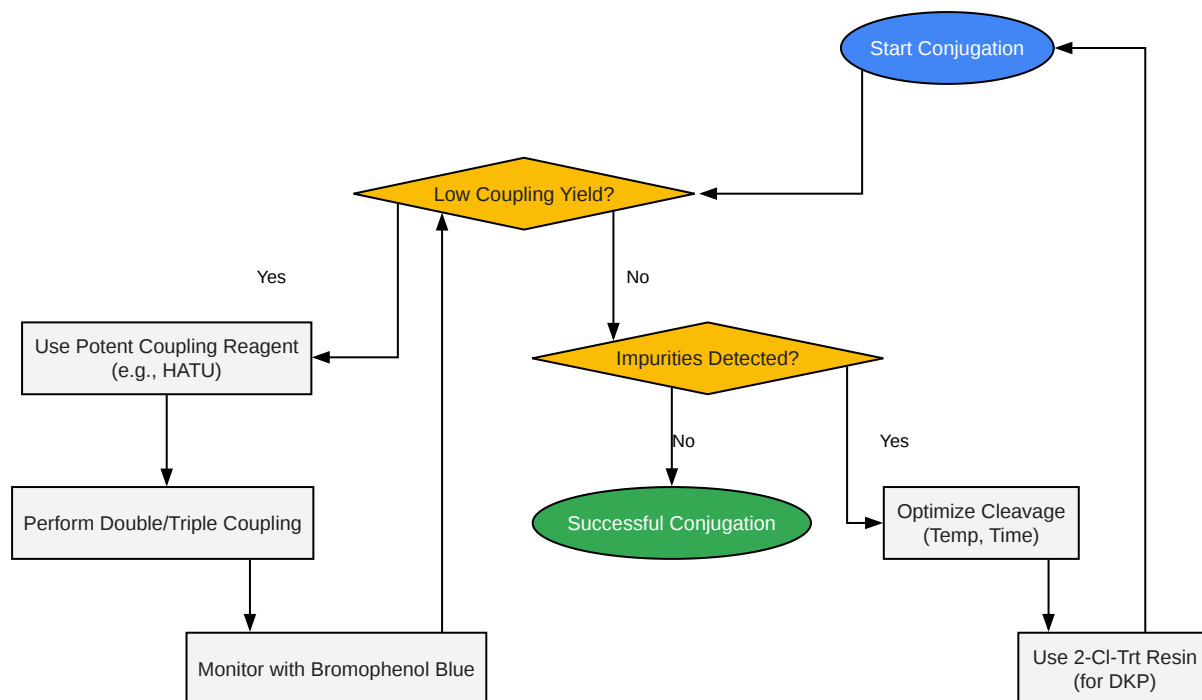 Start Conjugation
Low Coupling Yield?
Yes
No
Use Potent Coupling Reagent
(e.g., HATU)
Impurities Detected?
No
Yes
Perform Double/Triple Coupling
Successful Conjugation
Optimize Cleavage
(Temp, Time)
Monitor with Bromophenol Blue
Use 2-Cl-Trt Resin
(for DKP)